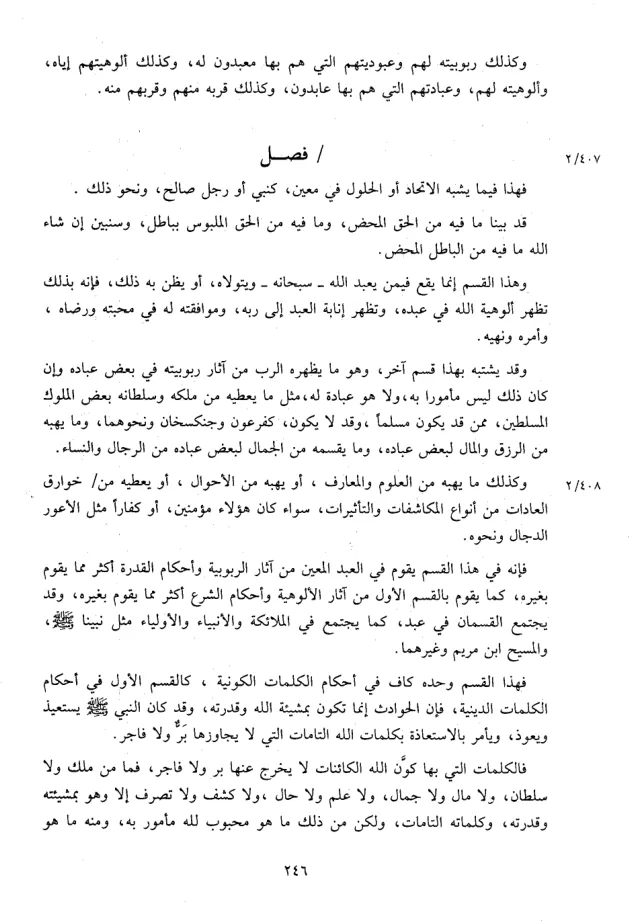 وكذلك ربوبيته لهم وعبوديتهم التي هم بها معبدون له، وكذلك ألوهيتهم إياه،
وألوهيته لهم، وعبادتهم التي هم بها عابدون، وكذلك قربه منهم وقربهم منه.
/ فصــل
٢/٤٠٧
فهذا فيما يشبه الاتحاد أو الحلول في معين، كنبي أو رجل صالح، ونحو ذلك .
قد بينا ما فيه من الحق المحض، وما فيه من الحق الملبوس بباطل، وسنبين إن شاء
الله ما فيه من الباطل المحض.
وهذا القسم إنما يقع فيمن يعبد الله ـ سبحانه ـ ويتولاه، أو يظن به ذلك، فإنه بذلك
تظهر ألوهية الله في عبده، وتظهر إنابة العبد إلى ربه، وموافقته له في محبته ورضاه ،
وأمره ونهيه.
وقد يشتبه بهذا قسم آخر، وهو ما يظهره الرب من آثار ربوبيته في بعض عباده وإن
كان ذلك ليس مأمورا به،ولا هو عبادة له،مثل ما يعطيه من ملكه وسلطانه بعض الملوك
المسلطين، ممن قد يكون مسلماً ،وقد لا يكون، كفرعون وجنكسخان ونحوهما، وما يهبه
من الرزق والمال لبعض عباده، وما يقسمه من الجمال لبعض عباده من الرجال والنساء.
وكذلك ما يهبه من العلوم والمعارف ، أو يهبه من الأحوال ، أو يعطيه من/ خوارق
٢/٤٠٨
العادات من أنواع المكاشفات والتأثيرات، سواء كان هؤلاء مؤمنين، أو كفاراً مثل الأعور
الدجال ونحوه.
فإنه في هذا القسم يقوم في العبد المعين من آثار الربوبية وأحكام القدرة أكثر مما يقوم
بغيره، كما يقوم بالقسم الأول من آثار الألوهية وأحكام الشرع أكثر مما يقوم بغيره، وقد
يجتمع القسمان في عبد، كما يجتمع في الملائكة والأنبياء والأولياء مثل نبينا ﷺ،
والمسيح ابن مريم وغيرهما.
فهذا القسم وحده كاف في أحكام الكلمات الكونية ، كالقسم الأول في أحكام
الكلمات الدينية، فإن الحوادث إنما تكون بمشيئة الله وقدرته، وقد كان النبي ﷺ يستعيذ
ويعوذ، ويأمر بالاستعاذة بكلمات الله التامات التي لا يجاوزها بَرٌّ ولا فاجر.
فالكلمات التي بها كوَّن الله الكائنات لا يخرج عنها بر ولا فاجر، فما من ملك ولا
سلطان، ولا مال ولا جمال، ولا علم ولا حال ،ولا كشف ولا تصرف إلا وهو بمشيئته
وقدرته، وكلماته التامات، ولكن من ذلك ما هو محبوب لله مأمور به، ومنه ما هو
٢٤٦